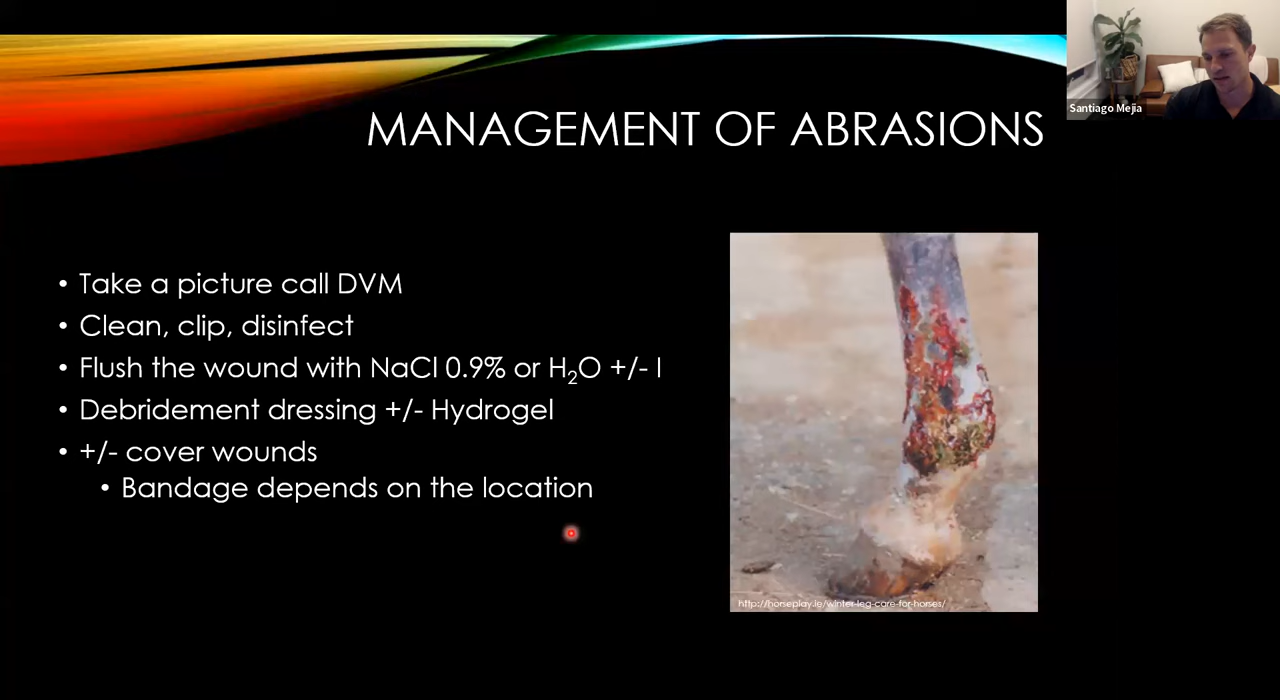 Santiago Mejia
MANAGEMENT OF ABRASIONS
• Take a picture call DVM
• Clean, clip, disinfect
• Flush the wound with NaCl 0.9% or H₂O +/- I
• Debridement dressing +/- Hydrogel
• +/- cover wounds
• Bandage depends on the location
http://horseplay.ie/winter-leg-care-for-horses/